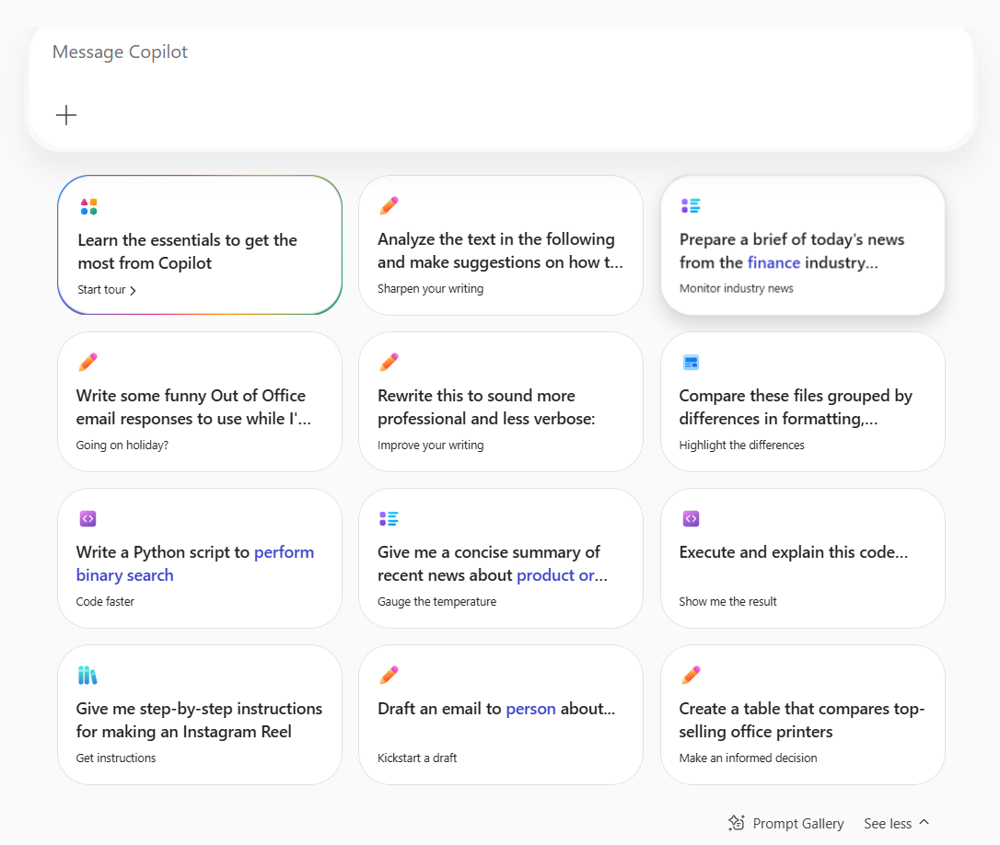 Message Copilot
Learn the essentials to get the
most from Copilot
Start tour
Analyze the text in the following
and make suggestions on how t...
Sharpen your writing
Prepare a brief of today's news
from the finance industry...
Monitor industry news
Write some funny Out of Office
email responses to use while I'...
Going on holiday?
Rewrite this to sound more
professional and less verbose:
Improve your writing
Compare these files grouped by
differences in formatting,...
Highlight the differences
Write a Python script to perform
binary search
Code faster
Give me a concise summary of
recent news about product or...
Gauge the temperature
Execute and explain this code...
Show me the result
Give me step-by-step instructions
for making an Instagram Reel
Get instructions
Draft an email to person about...
Kickstart a draft
Create a table that compares top-
selling office printers
Make an informed decision
Prompt Gallery
See less